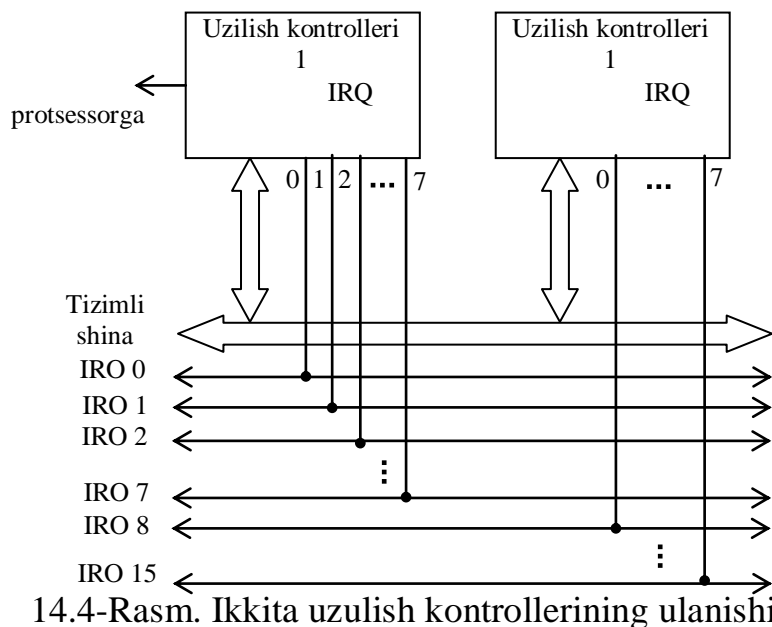 Uzilish kontrolleri
1
IRQ
Uzilish kontrolleri
1
IRQ
protsessorga
0 1 2 ... 7
0 ... 7
Tizimli
shina
IRO 0
IRO 1
IRO 2
...
IRO 7
IRO 8
...
IRO 15
14.4-Rasm. Ikkita uzulish kontrollerining ulanishi